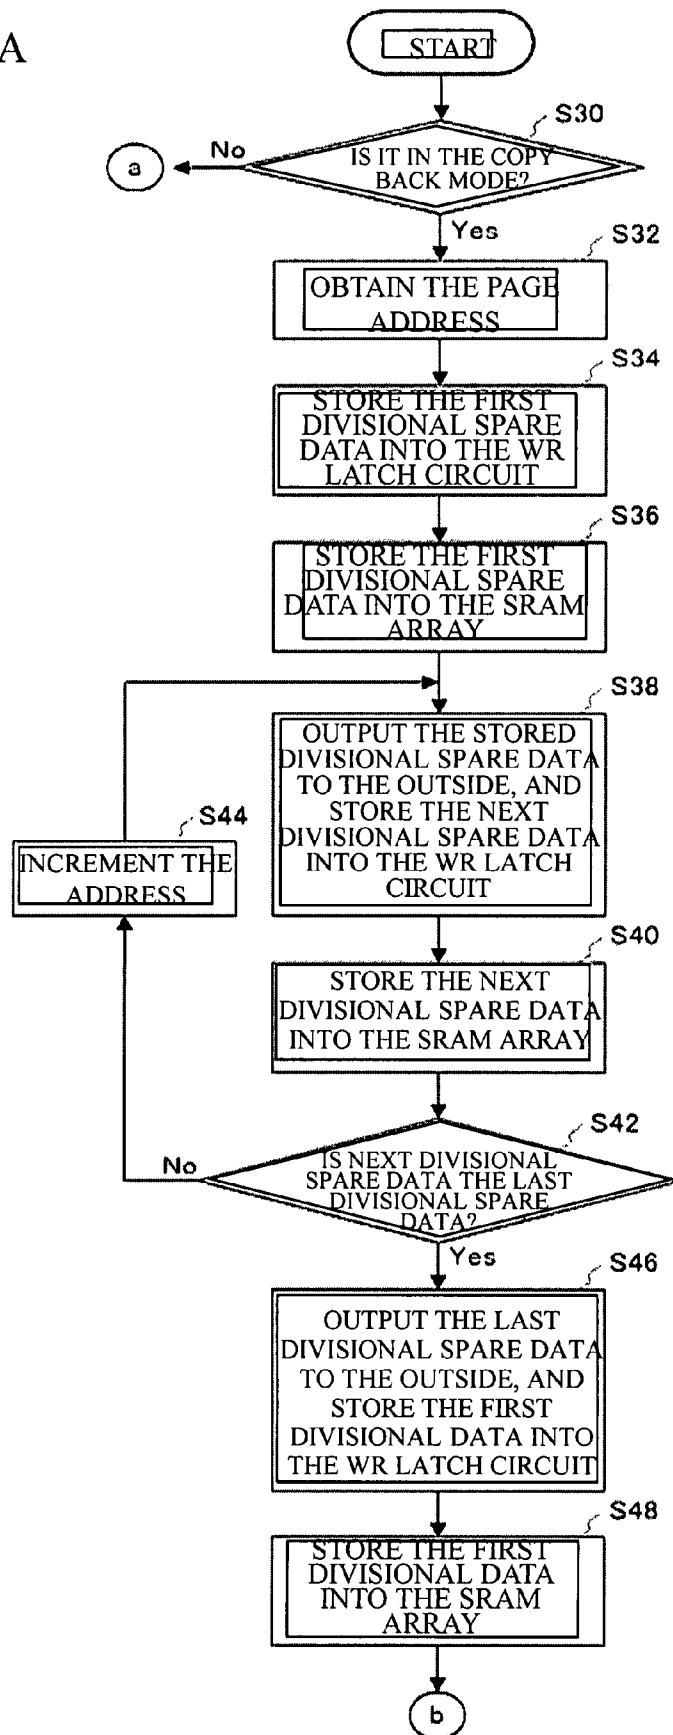 A
START
S30
IS IT IN THE COPY
BACK MODE?
No
a
Yes
S32
OBTAIN THE PAGE
ADDRESS
S34
STORE THE FIRST
DIVISIONAL SPARE
DATA INTO THE WR
LATCH CIRCUIT
S36
STORE THE FIRST
DIVISIONAL SPARE
DATA INTO THE SRAM
ARRAY
S38
OUTPUT THE STORED
DIVISIONAL SPARE DATA
TO THE OUTSIDE, AND
STORE THE NEXT
DIVISIONAL SPARE DATA
INTO THE WR LATCH
CIRCUIT
S44
INCREMENT THE
ADDRESS
S40
STORE THE NEXT
DIVISIONAL SPARE DATA
INTO THE SRAM ARRAY
S42
IS NEXT DIVISIONAL
SPARE DATA THE LAST
DIVISIONAL SPARE
DATA?
No
Yes
S46
OUTPUT THE LAST
DIVISIONAL SPARE DATA
TO THE OUTSIDE, AND
STORE THE FIRST
DIVISIONAL DATA INTO
THE WR LATCH CIRCUIT
S48
STORE THE FIRST
DIVISIONAL DATA
INTO THE SRAM
ARRAY
b